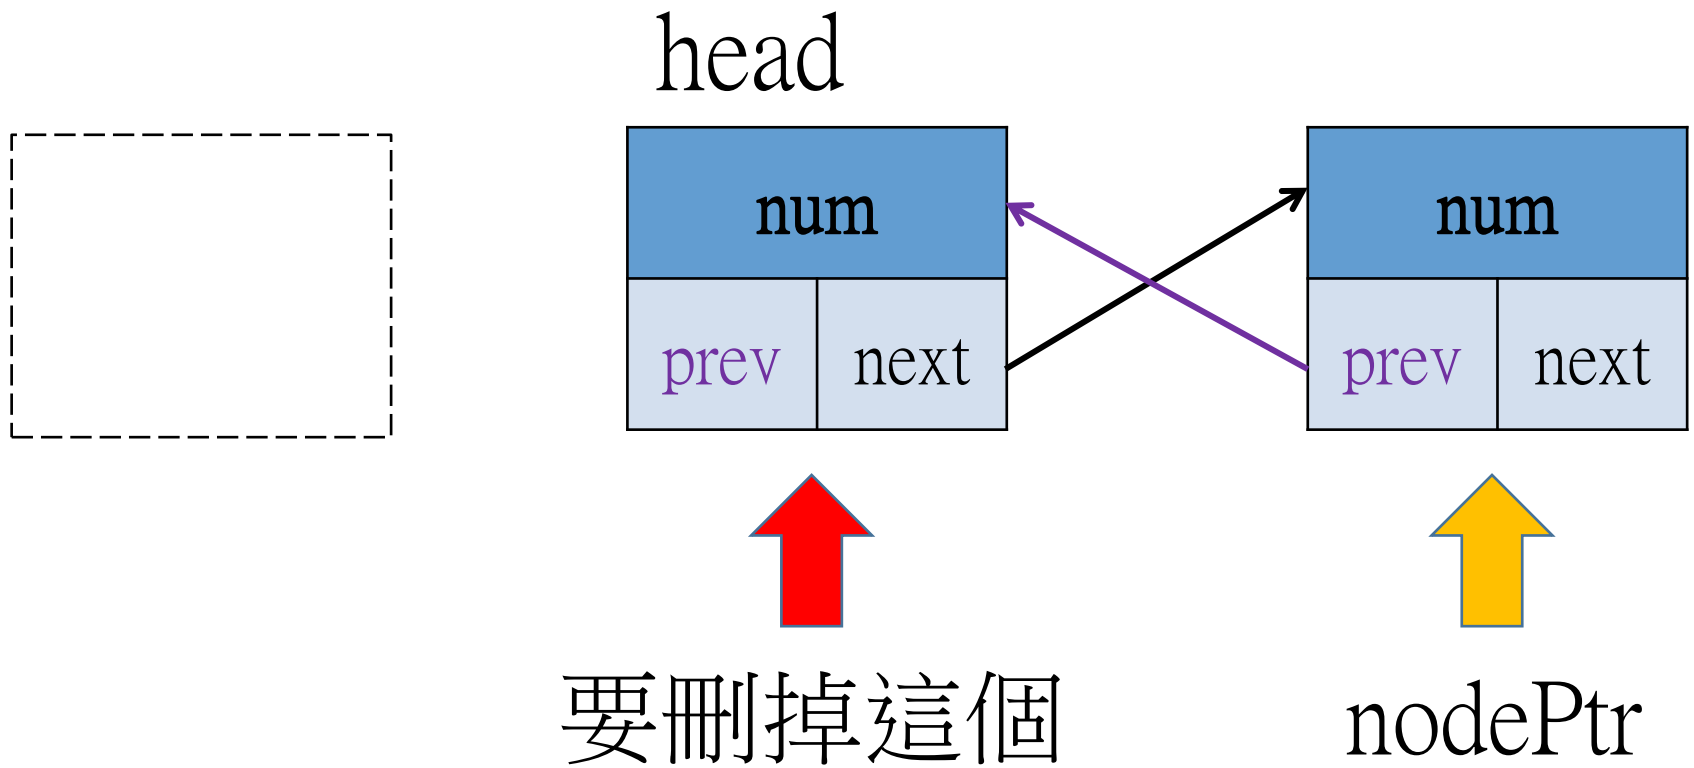 head
num
num
prev
next
prev
next
要刪掉這個
nodePtr